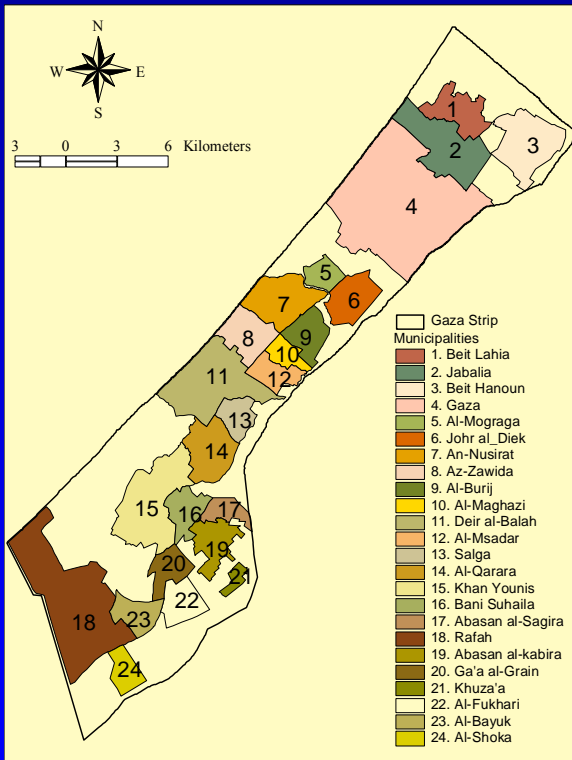 N
W E
S
3 0 3 6 Kilometers
1
2
3
4
5
6
7
8
9
10
11
12
13
14
15
16
17
18
19
20
21
22
23
24
Gaza Strip
Municipalities
1. Beit Lahia
2. Jabalia
3. Beit Hanoun
4. Gaza
5. Al-Mograga
6. Johr al_Diek
7. An-Nusirat
8. Az-Zawida
9. Al-Burij
10. Al-Maghazi
11. Deir al-Balah
12. Al-Msadar
13. Salga
14. Al-Qarara
15. Khan Younis
16. Bani Suhaila
17. Abasan al-Sagira
18. Rafah
19. Abasan al-kabira
20. Ga'a al-Grain
21. Khuza'a
22. Al-Fukhari
23. Al-Bayuk
24. Al-Shoka